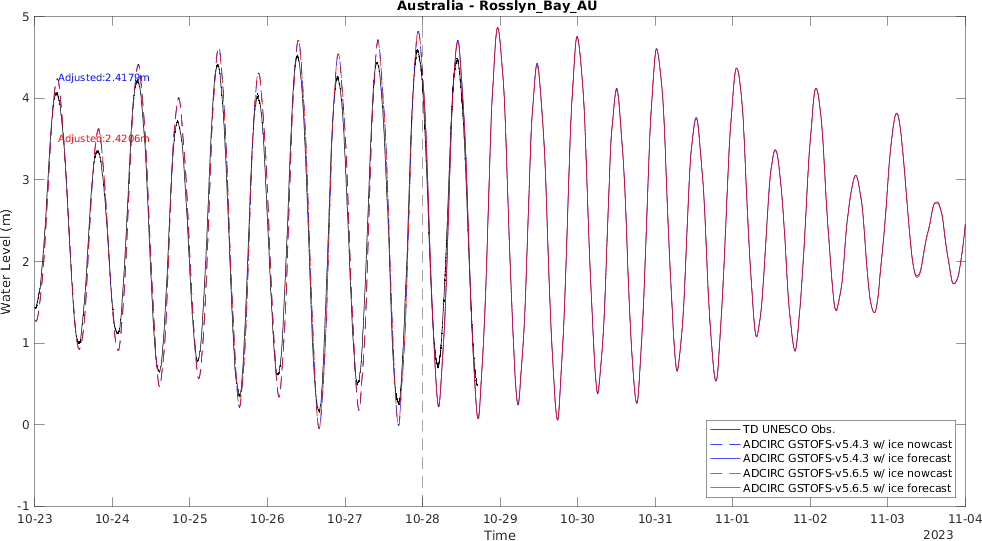 Australia - Rosslyn_Bay_AU
5
4
3
2
1
0
-1
Water Level (m)
Adjusted:2.4179m
Adjusted:2.4206m
TD UNESCO Obs.
ADCIRC GSTOFS-v5.4.3 w/ ice nowcast
ADCIRC GSTOFS-v5.4.3 w/ ice forecast
ADCIRC GSTOFS-v5.6.5 w/ ice nowcast
ADCIRC GSTOFS-v5.6.5 w/ ice forecast
10-23 10-24 10-25 10-26 10-27 10-28 10-29 10-30 10-31 11-01 11-02 11-03 11-04
Time
2023